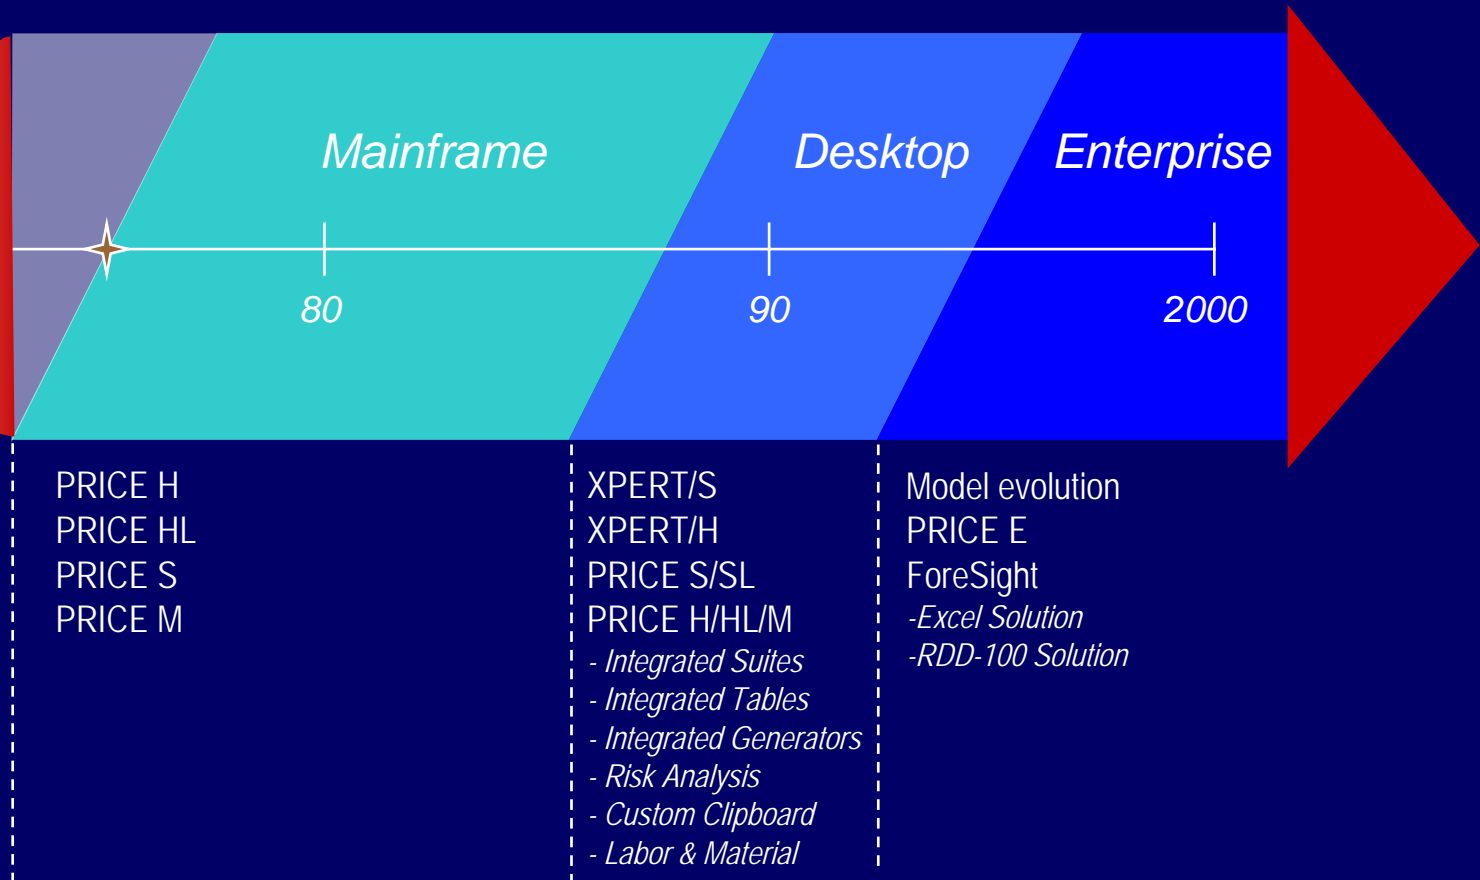 Mainframe
Desktop
Enterprise
80
90
2000
PRICE H
PRICE HL
PRICE S
PRICE M
XPERT/S
XPERT/H
PRICE S/SL
PRICE H/HL/M
- Integrated Suites
- Integrated Tables
- Integrated Generators
- Risk Analysis
- Custom Clipboard
- Labor & Material
Model evolution
PRICE E
ForeSight
-Excel Solution
-RDD-100 Solution